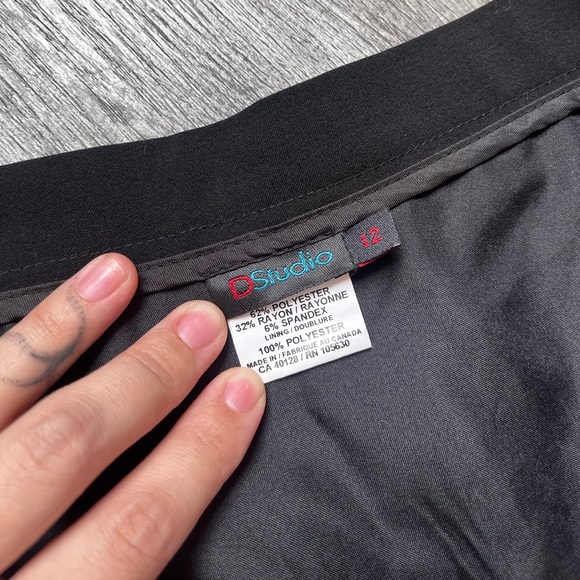 DStudio
12
62% POLYESTER
32% RAYON / RAYONNE
6% SPANDEX
LINING / DOUBLURE
100% POLYESTER
MADE IN / FABRIQUE AU CANADA
CA 40128 / RN 105630